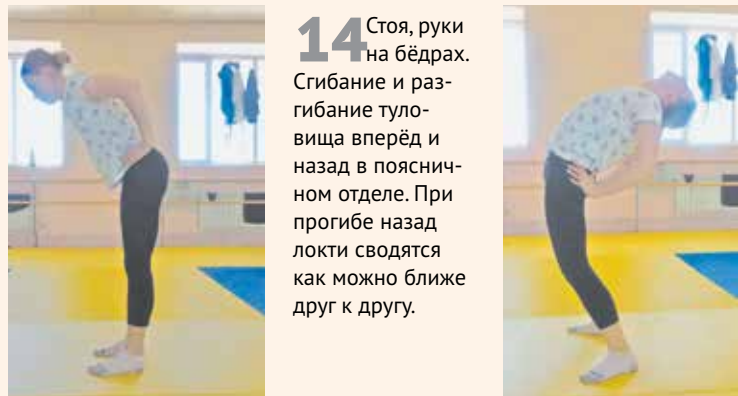 14 Стоя, руки
на бёдрах.
Сгибание и раз-
гибание туло-
вища вперёд и
назад в пояснич-
ном отделе. При
прогибе назад
локти сводятся
как можно ближе
друг к другу.